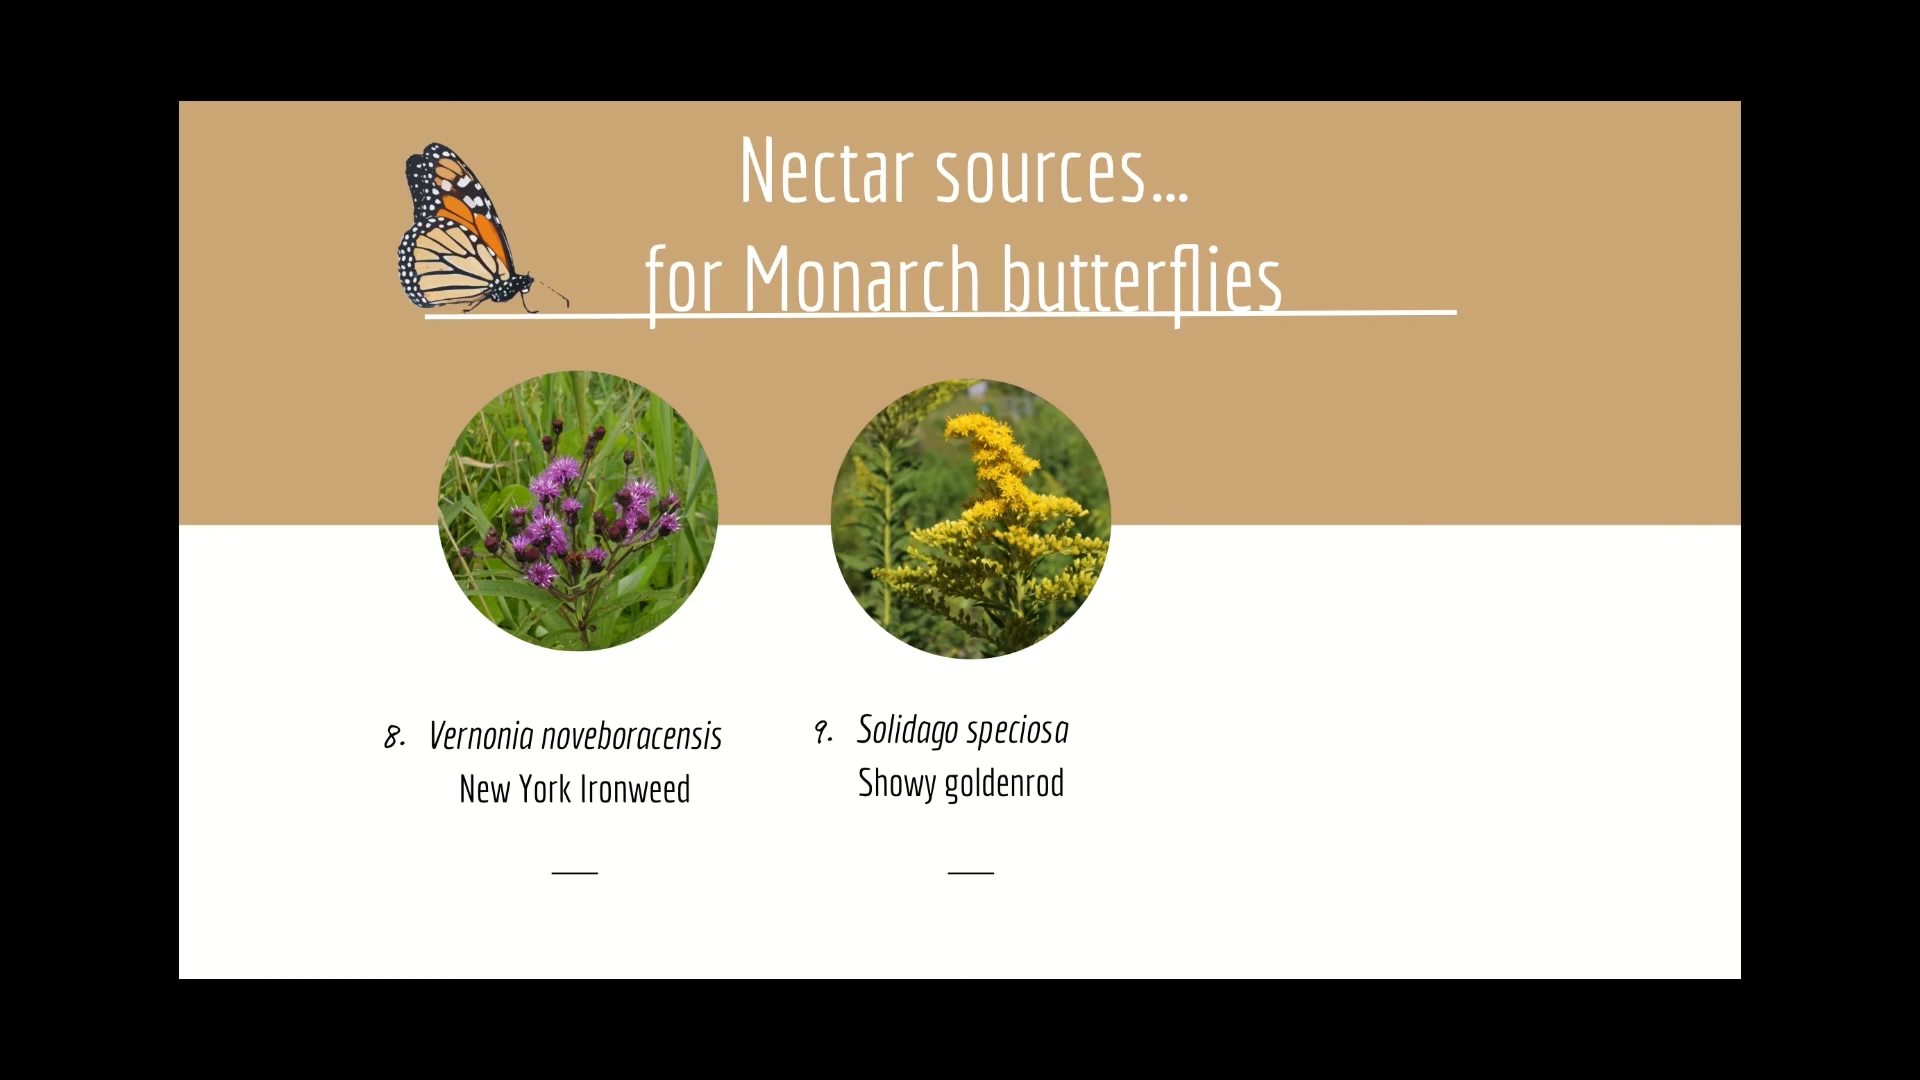 Nectar sources...
for Monarch butterflies
8. Vernonia noveboracensis
New York Ironweed
9. Solidago speciosa
Showy goldenrod